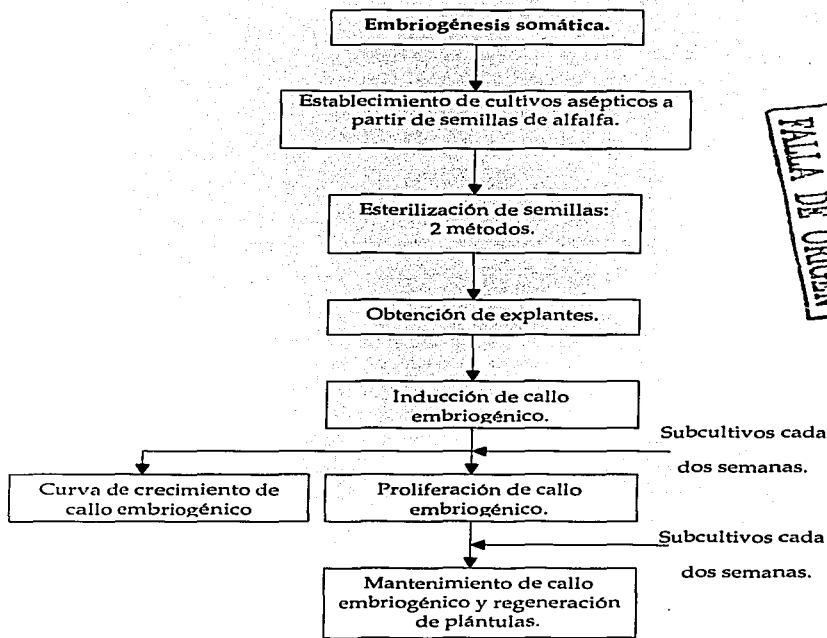 Embriogénesis somática.
Establecimiento de cultivos asépticos a
partir de semillas de alfalfa.
FALLA DE ORIGEN
Esterilización de semillas:
2 métodos.
Obtención de explantes.
Inducción de callo
embriogénico.
Subcultivos cada
dos semanas.
Curva de crecimiento de
callo embriogénico
Proliferación de callo
embriogénico.
Subcultivos cada
dos semanas.
Mantenimiento de callo
embriogénico y regeneración
de plántulas.